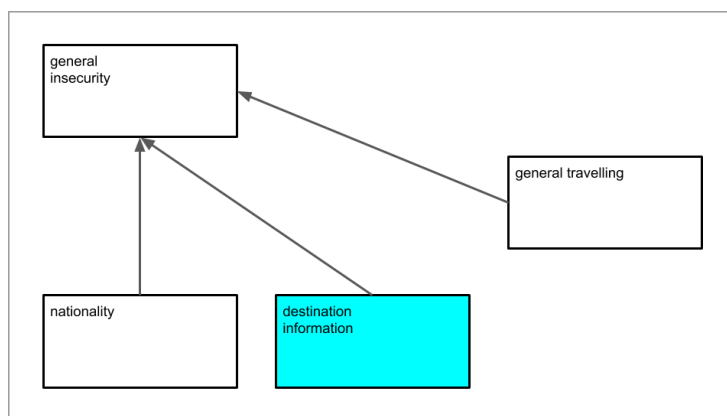 general
insecurity
general travelling
nationality
destination
information